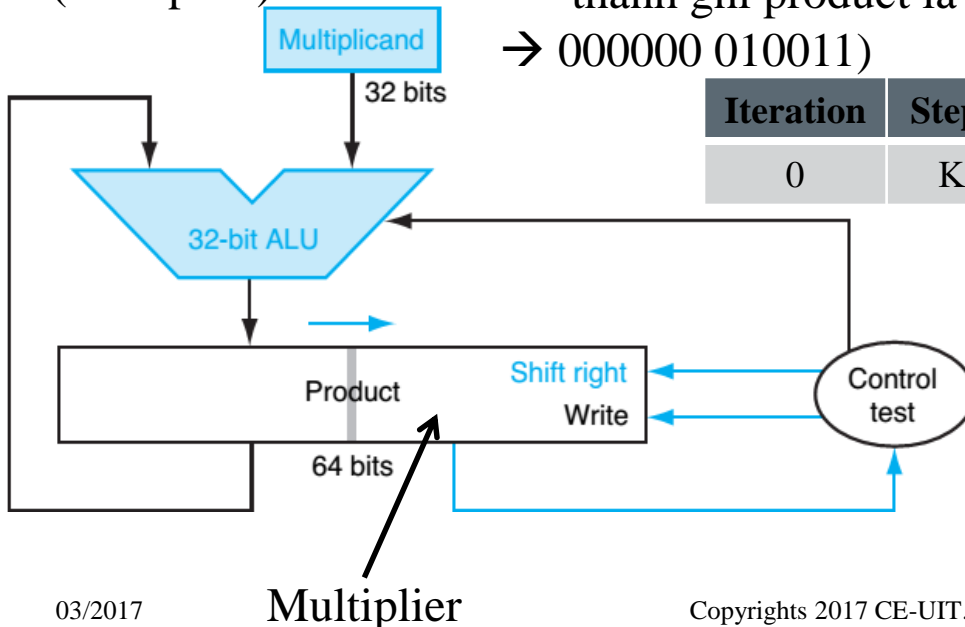 Multiplicand
→ 000000 010011)
32 bits
Iteration
0
32-bit ALU
Product
Shift right
Write
Control
test
64 bits
03/2017
Multiplier
Copyrights 2017 CE-UIT.